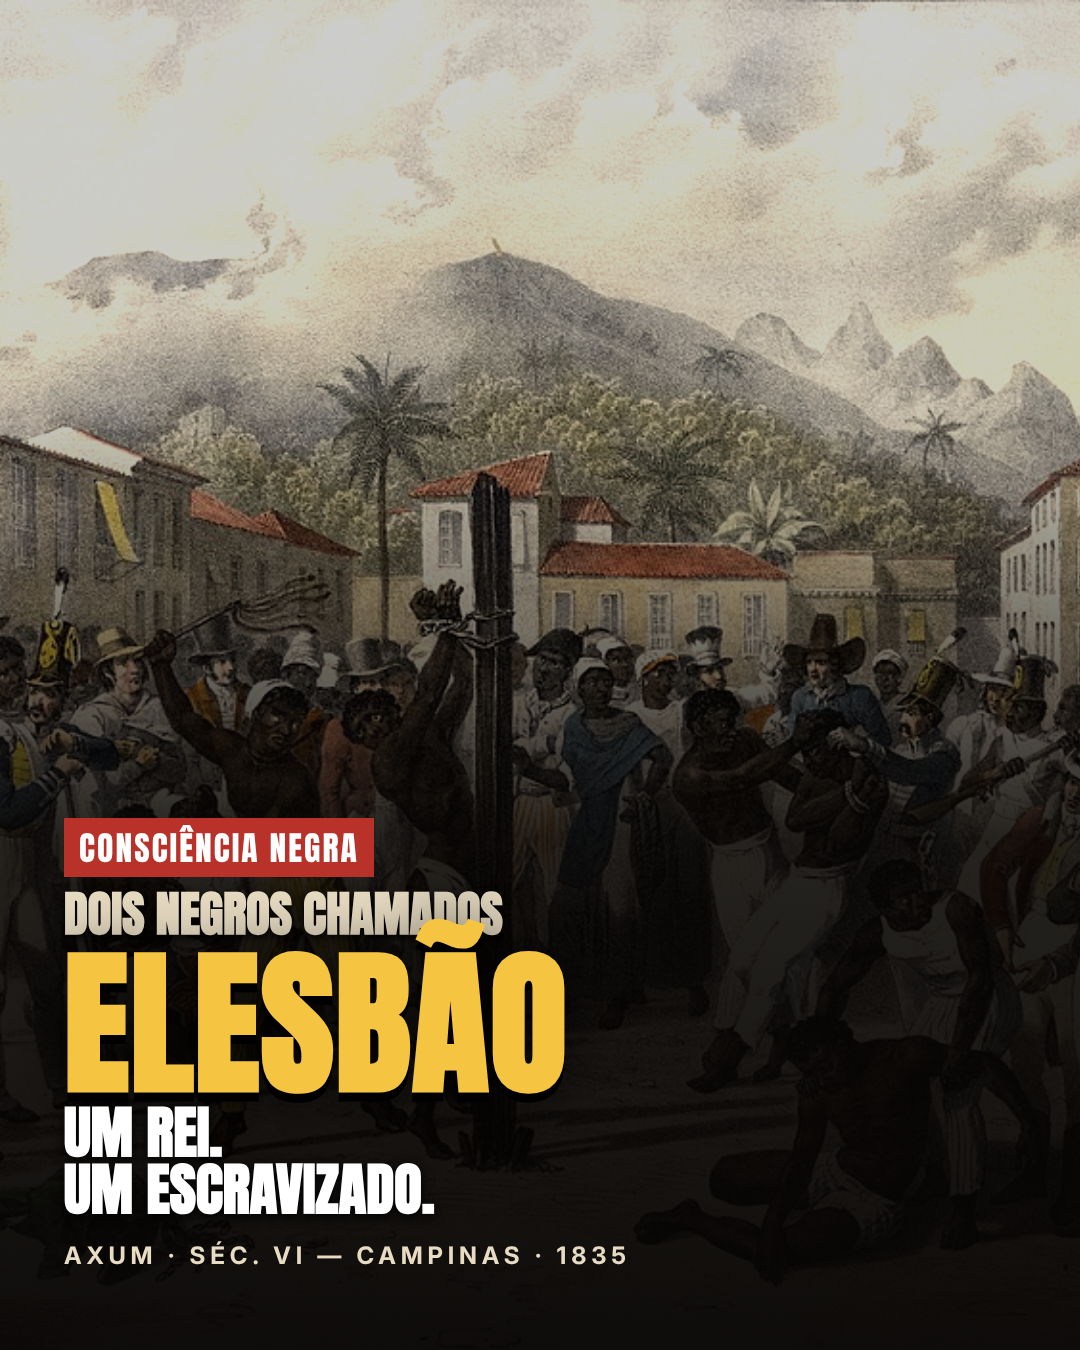 CONSCIÊNCIA NEGRA
DOIS NEGROS CHAMADOS
ELESBÃO
UM REI.
UM ESCRAVIZADO.
AXUM · SÉC. VI — CAMPINAS · 1835